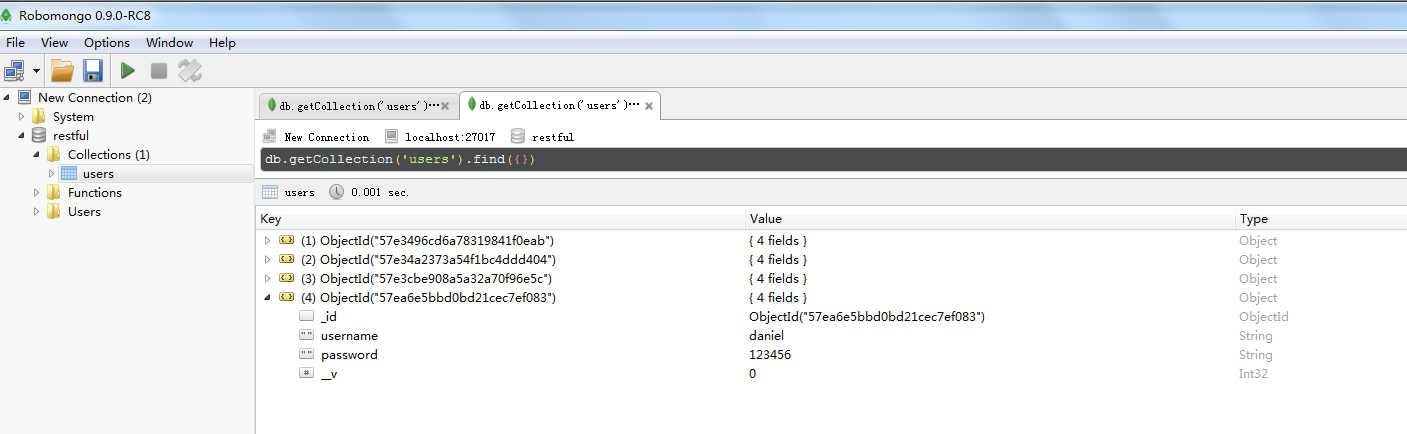 Robomongo 0.9.0-RC8
File View Options Window Help
New Connection (2)
System
restful
Collections (1)
users
Functions
Users
db.getCollection('users')··· db.getCollection('users')···
New Connection localhost:27017 restful
db.getCollection('users').find({})
users 0.001 sec.
Key Value Type
(1) ObjectId("57e3496cd6a78319841f0eab") { 4 fields } Object
(2) ObjectId("57e34a2373a54f1bc4ddd404") { 4 fields } Object
(3) ObjectId("57e3cbe908a5a32a70f96e5c") { 4 fields } Object
(4) ObjectId("57ea6e5bbd0bd21cec7ef083") { 4 fields } Object
_id ObjectId("57ea6e5bbd0bd21cec7ef083") ObjectId
"" username daniel String
"" password 123456 String
# __v 0 Int32